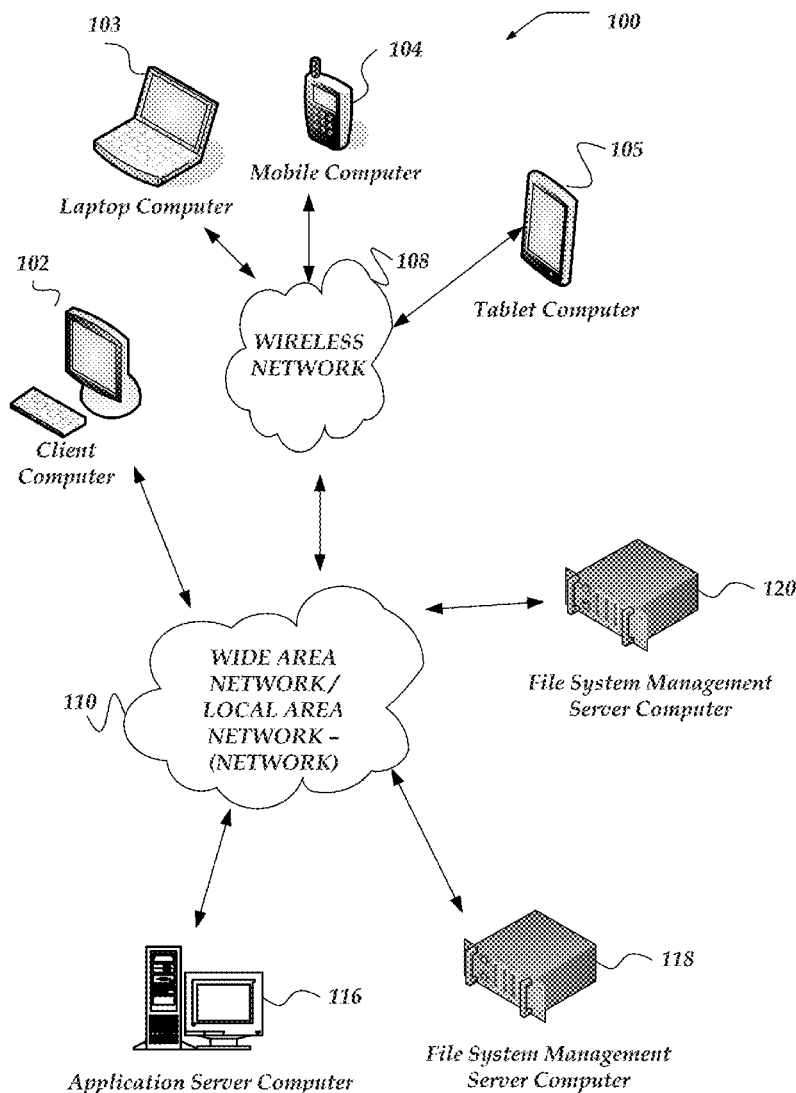 103
104
100
105
Mobile Computer
Laptop Computer
108
102
Tablet Computer
WIRELESS
NETWORK
Client
Computer
120
WIDE AREA
NETWORK/
LOCAL AREA
NETWORK –
(NETWORK)
110
File System Management
Server Computer
118
116
File System Management
Server Computer
Application Server Computer